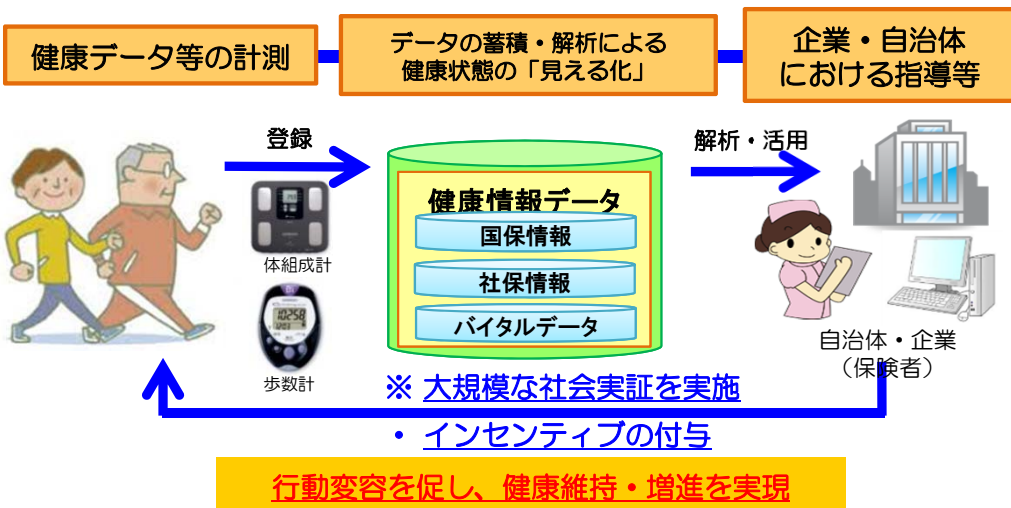 健康データ等の計測
データの蓄積・解析による
健康状態の「見える化」
企業・自治体
における指導等
登録
解析・活用
健康情報データ
国保情報
社保情報
バイタルデータ
体組成計
10258
歩数計
自治体・企業
（保険者）
※ 大規模な社会実証を実施
・ インセンティブの付与
行動変容を促し、健康維持・増進を実現